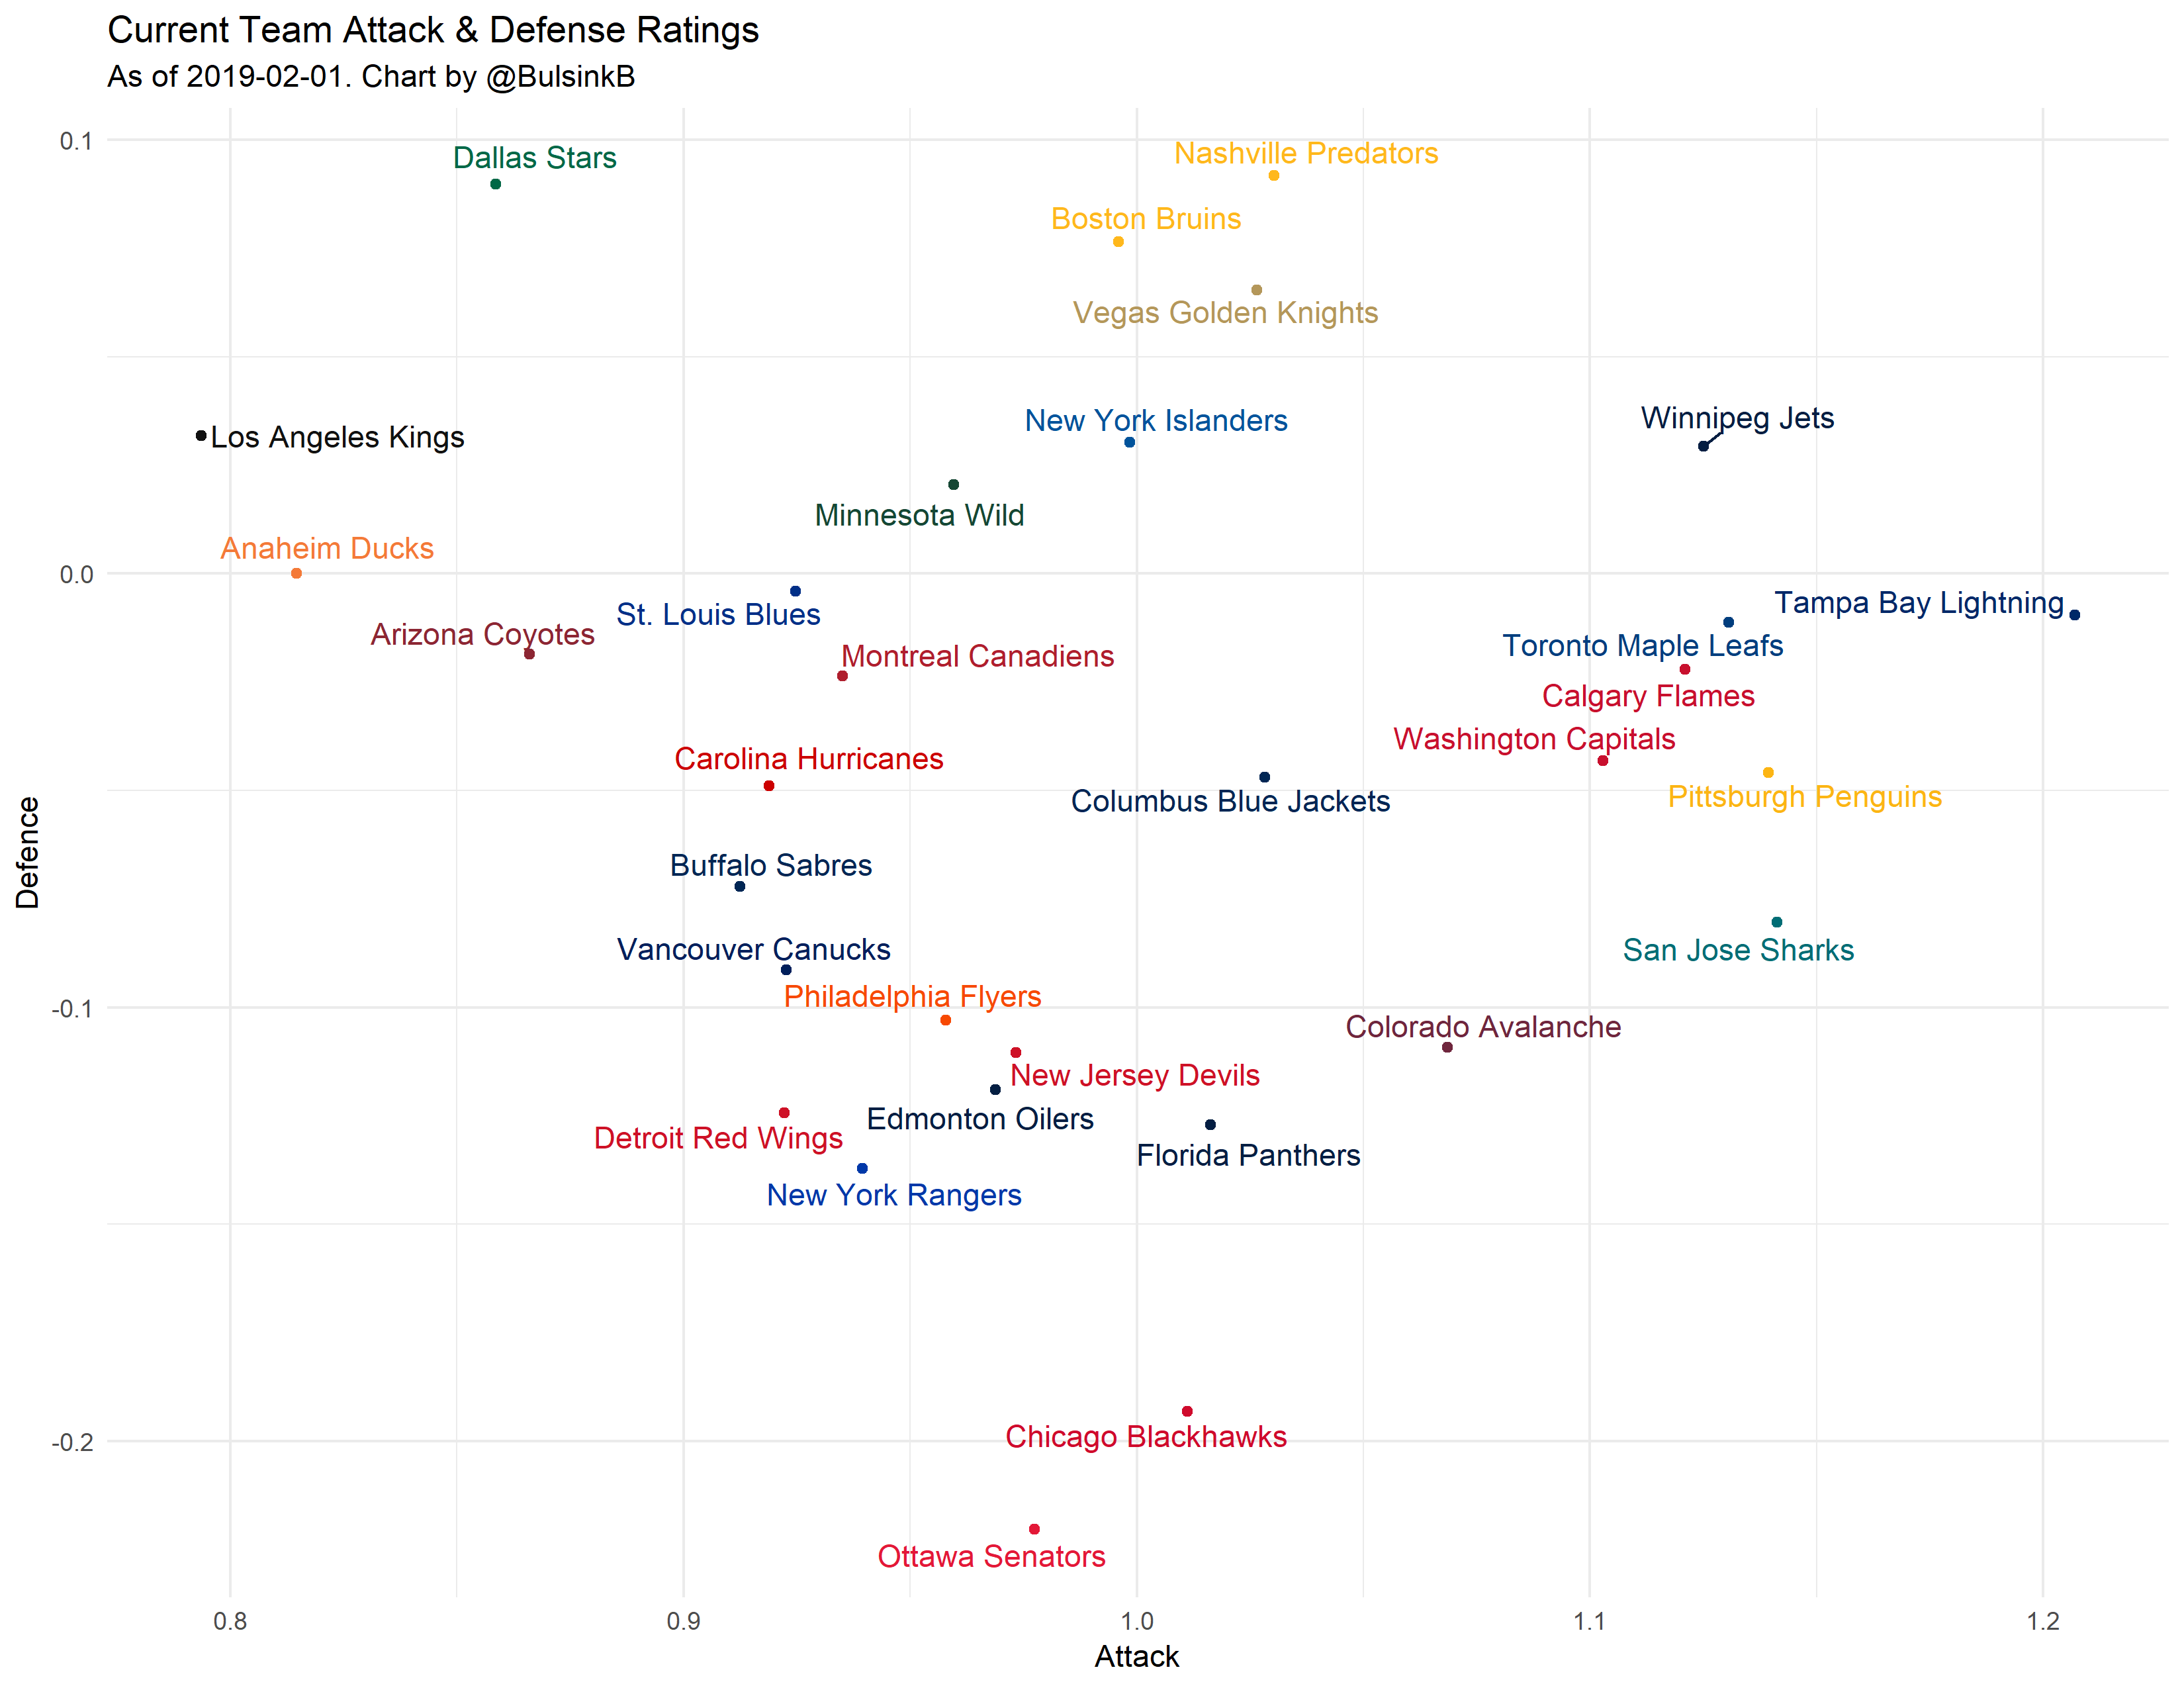 Current Team Attack & Defense Ratings
As of 2019-02-01. Chart by @BulsinkB
0.1
Dallas Stars
Nashville Predators
Boston Bruins
Vegas Golden Knights
Los Angeles Kings
New York Islanders
Winnipeg Jets
Minnesota Wild
Anaheim Ducks
0.0
St. Louis Blues
Tampa Bay Lightning
Arizona Coyotes
Toronto Maple Leafs
Montreal Canadiens
Calgary Flames
Washington Capitals
Carolina Hurricanes
Columbus Blue Jackets
Pittsburgh Penguins
Defence
Buffalo Sabres
Vancouver Canucks
San Jose Sharks
Philadelphia Flyers
-0.1
Colorado Avalanche
New Jersey Devils
Edmonton Oilers
Detroit Red Wings
Florida Panthers
New York Rangers
-0.2
Chicago Blackhawks
Ottawa Senators
0.8
0.9
1.0
1.1
1.2
Attack